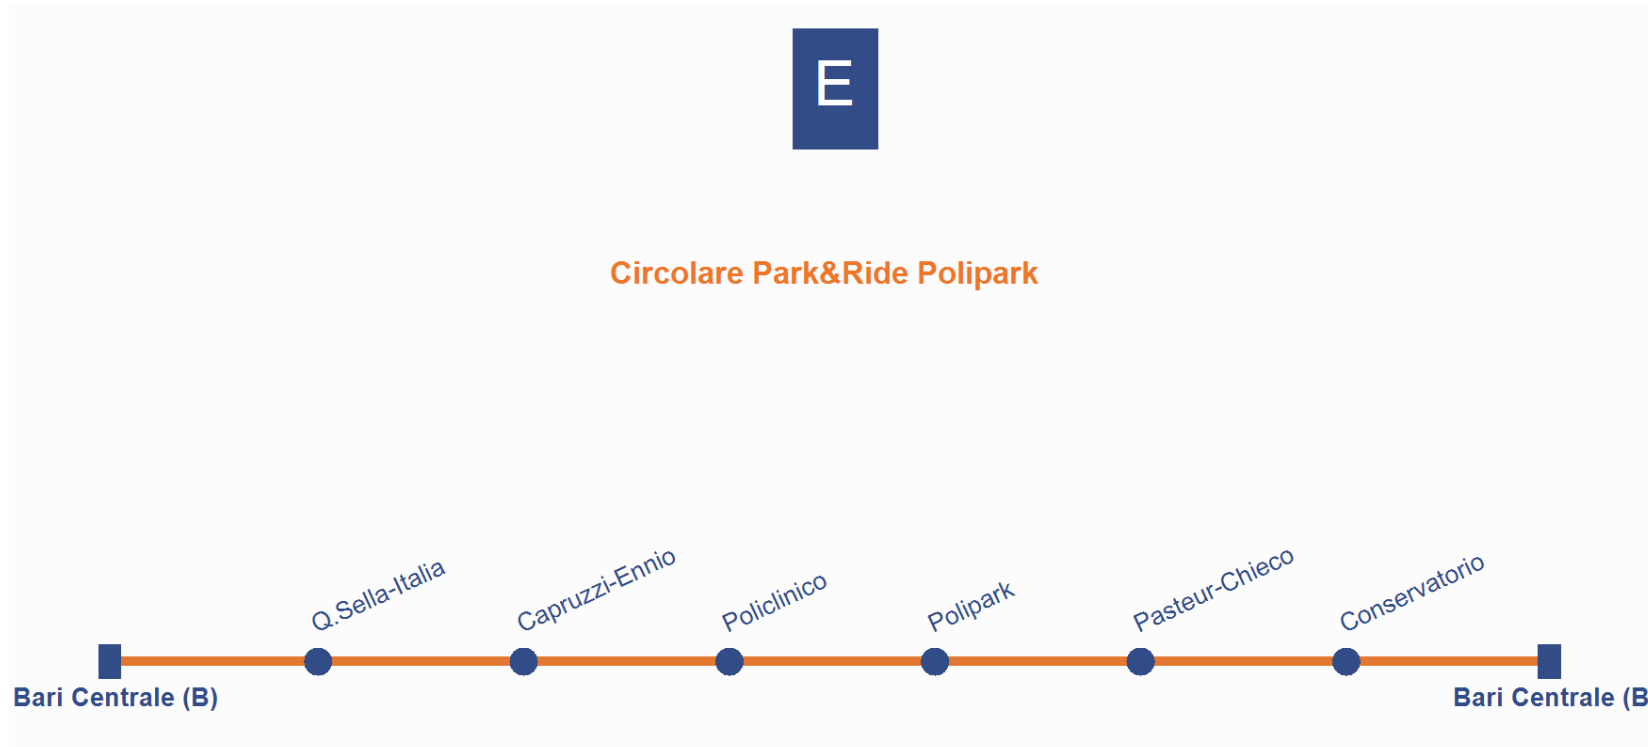 E
Circolare Park&Ride Polipark
Q.Sella-Italia
Capruzzi-Ennio
Policlinico
Polipark
Pasteur-Chieco
Conservatorio
Bari Centrale (B)
Bari Centrale (B